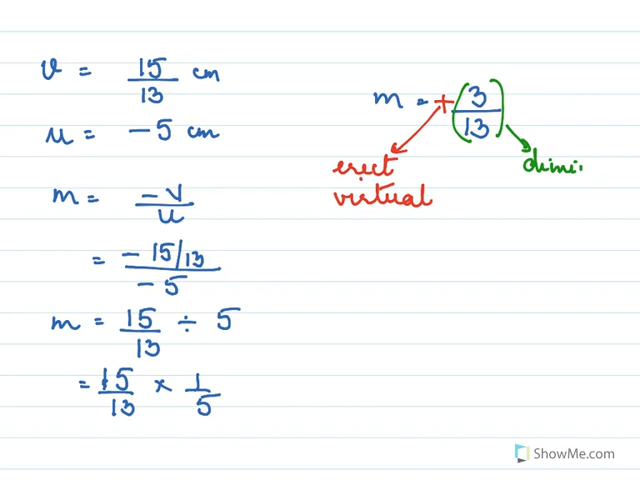 v = 15/13 cm
u = -5 cm
m = -v/u
= -15/13/-5
m = 15/13 ÷ 5
= 15/13 × 1/5
m = +(3/13)
erect
virtual
dimi
ShowMe.com